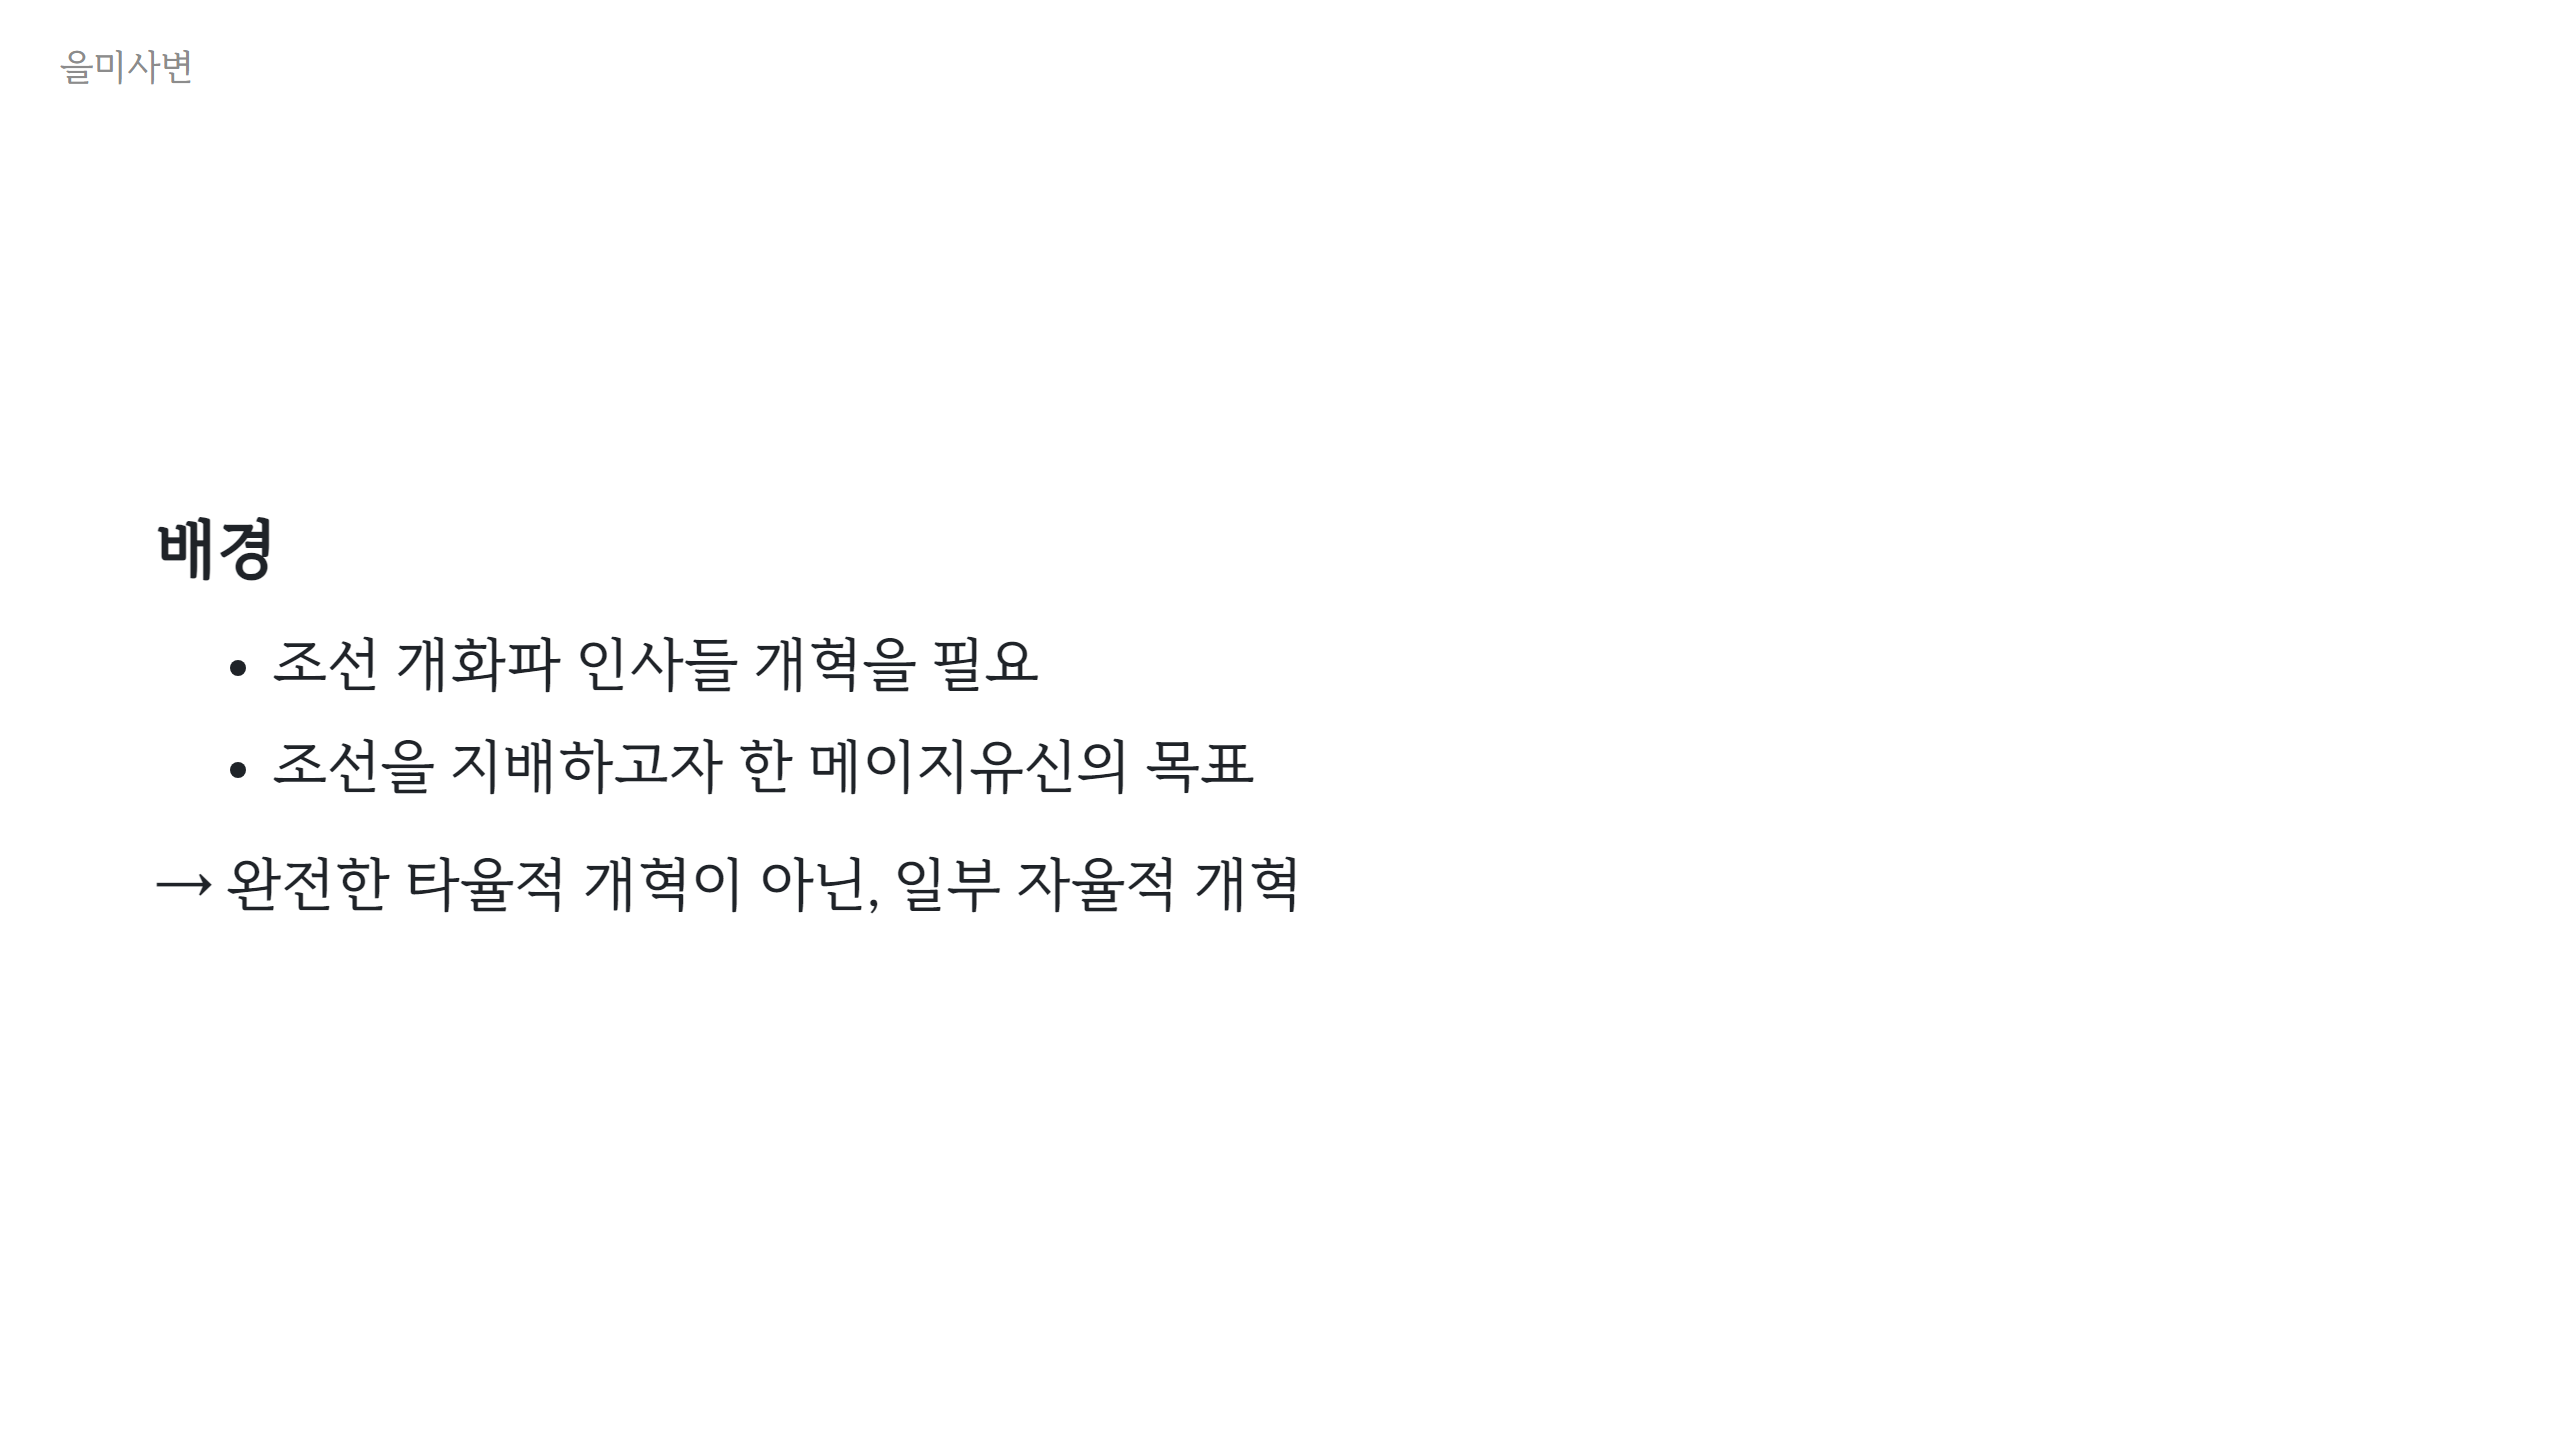 을미사변
배경
• 조선 개화파 인사들 개혁을 필요
• 조선을 지배하고자 한 메이지유신의 목표
→ 완전한 타율적 개혁이 아닌, 일부 자율적 개혁